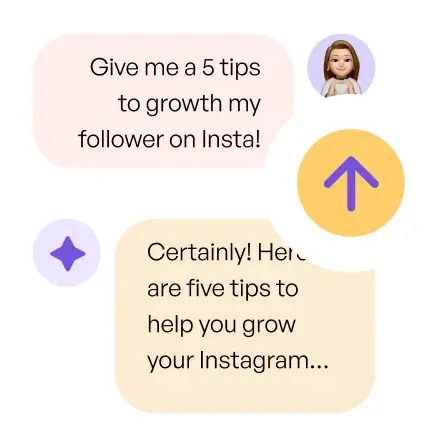 Give me a 5 tips
to growth my
follower on Insta!
Certainly! Here
are five tips to
help you grow
your Instagram...